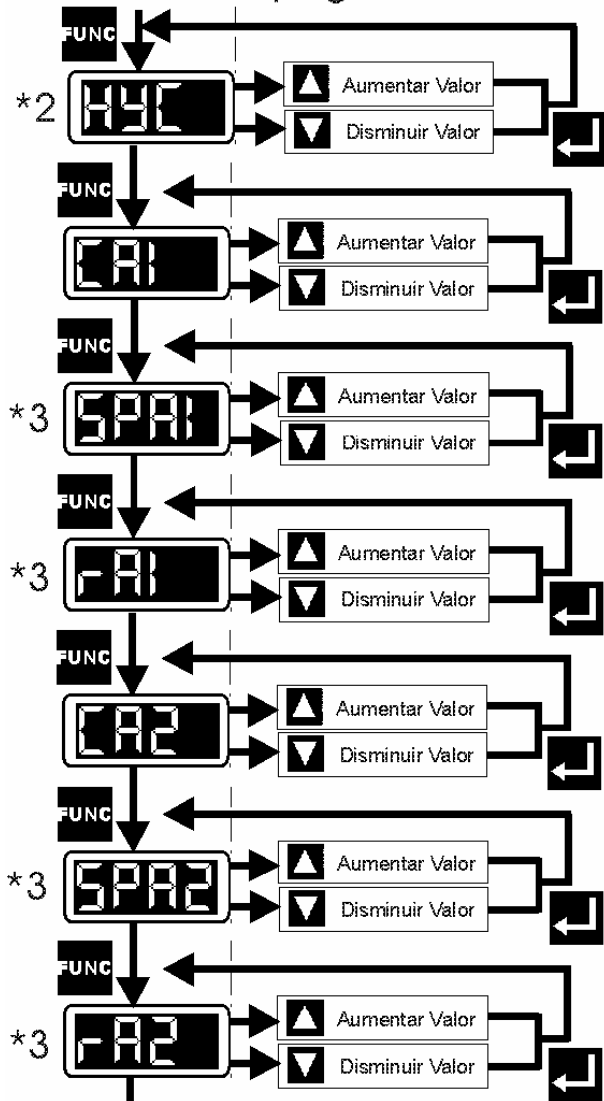 FUNC
HYC
*2
Aumentar Valor
Disminuir Valor
FUNC
CA1
Aumentar Valor
Disminuir Valor
FUNC
SPA1
*3
Aumentar Valor
Disminuir Valor
FUNC
rA1
*3
Aumentar Valor
Disminuir Valor
FUNC
CA2
Aumentar Valor
Disminuir Valor
FUNC
SPA2
*3
Aumentar Valor
Disminuir Valor
FUNC
rA2
*3
Aumentar Valor
Disminuir Valor